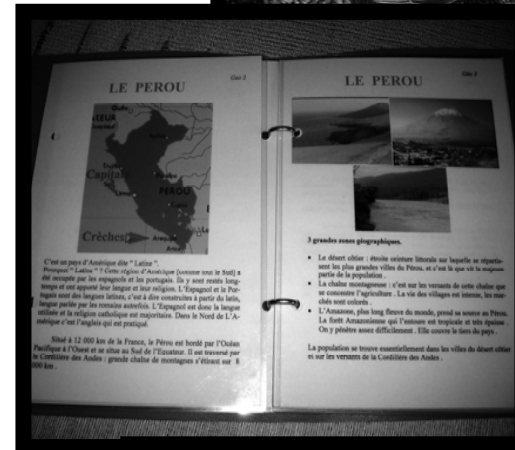 Géo 2
LE PEROU
Capitale
PEROU
Lima
Crèches
C'est un pays d'Amérique dite " Latine ".
Pourquoi " Latine " ? Cette région d'Amérique (comme tout le Sud) a
été occupée par les espagnols et les portugais. Ils y sont restés long-
temps et ont apporté leur langue et leur religion. L'Espagnol et le Por-
tugais sont des langues latines, c'est à dire construites à partir du latin,
langue parlée par les romains autrefois. L'Espagnol est donc la langue
utilisée et la religion catholique est majoritaire. Dans le Nord de L'A-
mérique c'est l'anglais qui est pratiqué.
Situé à 12 000 km de la France, le Pérou est bordé par l'Océan
Pacifique à l'Ouest et se situe au Sud de l'Equateur. Il est traversé par
la Cordillère des Andes : grande chaîne de montagnes s'étirant sur 8
000 km .
Géo 3
LE PEROU
3 grandes zones géographiques.
• Le désert côtier : étroite ceinture littorale sur laquelle se répartis-
sent les plus grandes villes du Pérou, et c'est là que vit la majeure
partie de la population .
• La chaîne montagneuse : c'est sur les versants de cette chaîne que
se concentre l'agriculture . La vie des villages est intense, les mar-
chés sont colorés .
• L'Amazone, plus long fleuve du monde, prend sa source au Pérou.
La forêt Amazonienne qui l'entoure est tropicale et très épaisse .
On y pénètre assez difficilement . Elle couvre le tiers du pays .
La population se trouve essentiellement dans les villes du désert côtier
et sur les versants de la Cordillère des Andes .